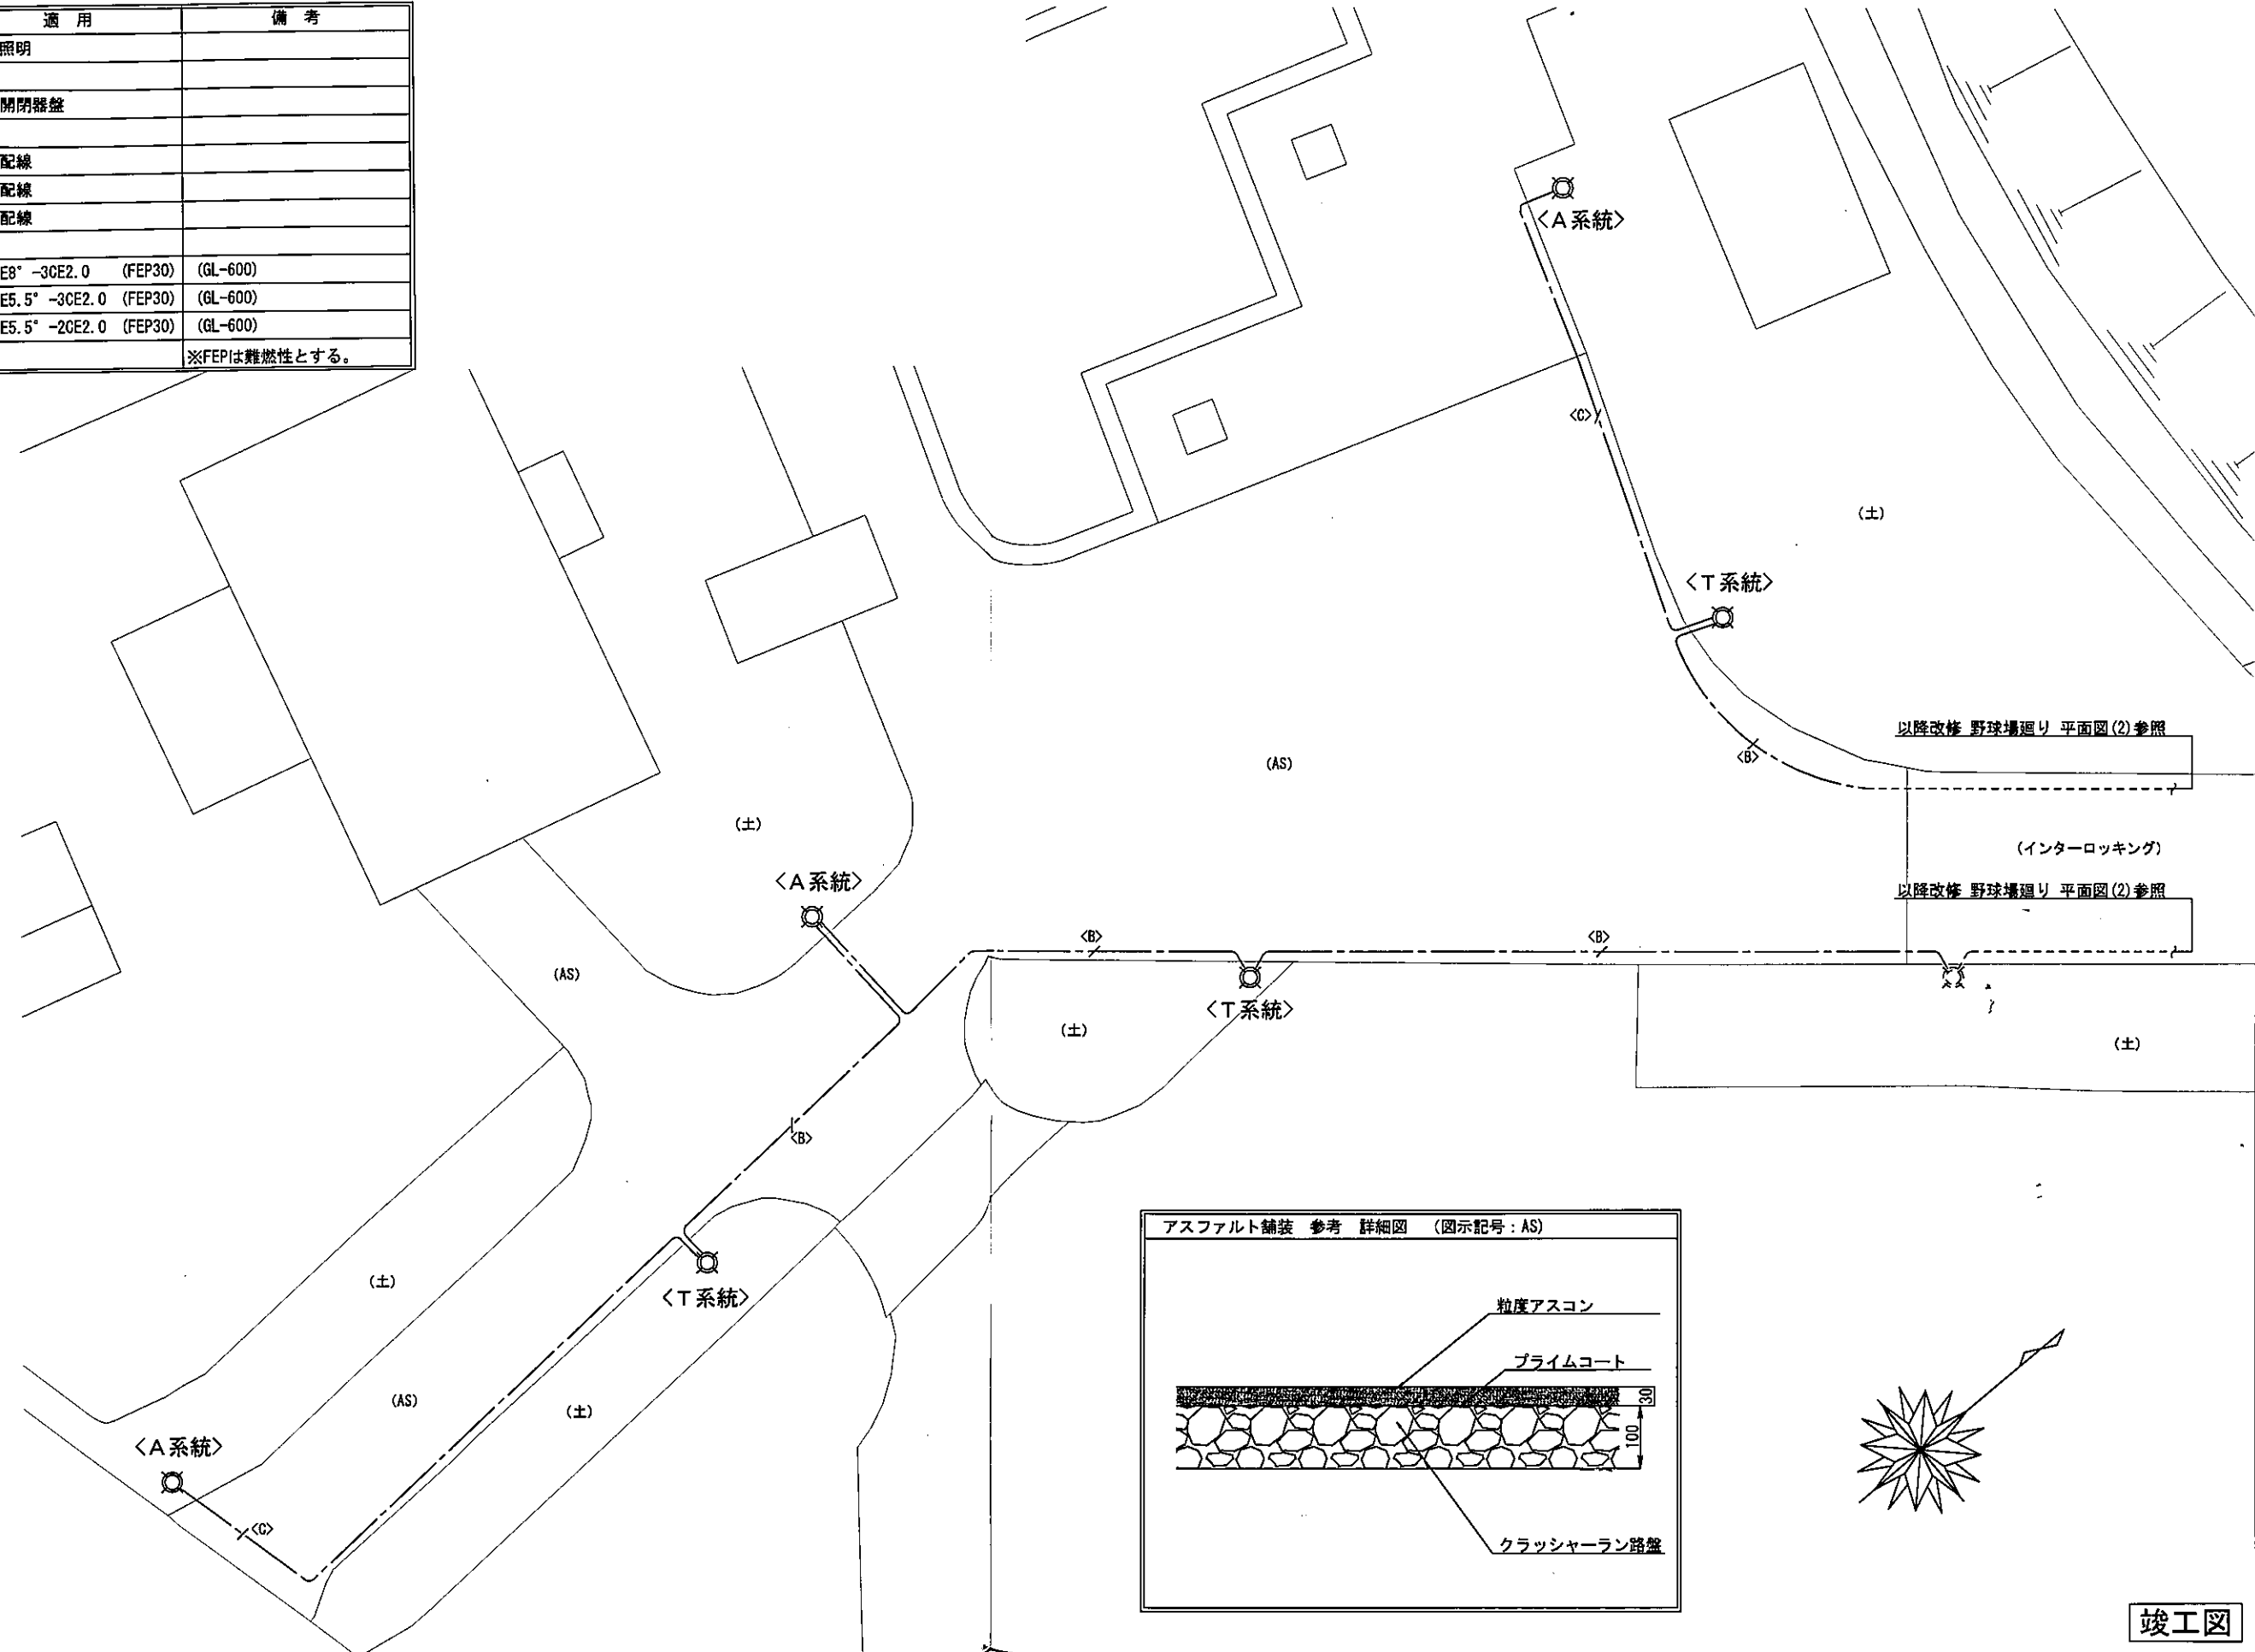 適 用 備 考
照明
開閉器盤
配線
配線
配線
E8° -3CE2.0 (FEP30) (GL-600)
E5.5° -3CE2.0 (FEP30) (GL-600)
E5.5° -2CE2.0 (FEP30) (GL-600)
※FEPは難燃性とする。
<A系統>
<C>
(土)
<T系統>
以降改修 野球場廻り 平面図(2)参照
<B>
(AS)
(土)
(インターロッキング)
<A系統>
以降改修 野球場廻り 平面図(2)参照
<B>
<B>
(AS)
<T系統>
(土)
(土)
<B>
アスファルト舗装 参考 詳細図 (図示記号:AS)
(土)
<T系統>
粒度アスコン
プライムコート
30
(AS)
(土)
100
<A系統>
<C>
クラッシャーラン路盤
竣工図